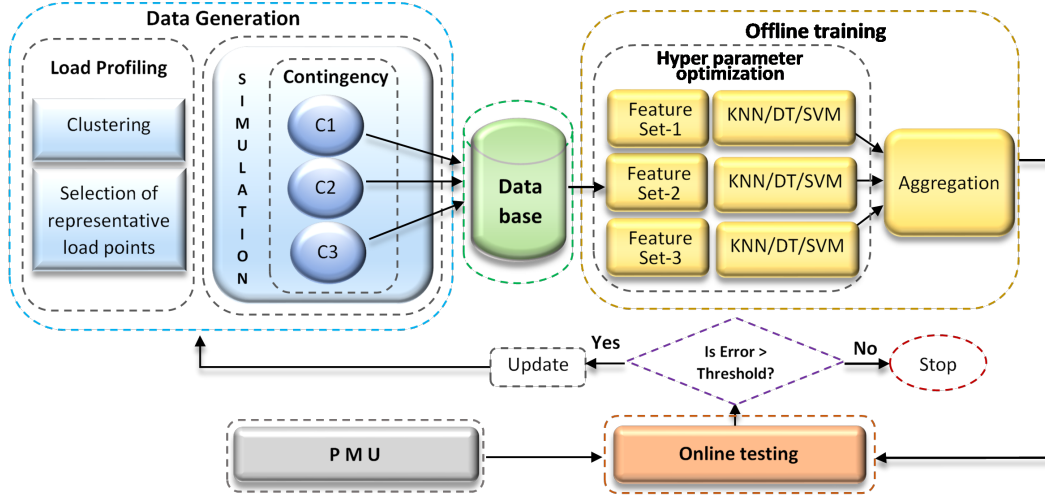 Data Generation
Load Profiling
Clustering
Selection of
representative
load points
SIMULATION
Contingency
C1
C2
C3
Data
base
Offline training
Hyper parameter
optimization
Feature
Set-1
KNN/DT/SVM
Feature
Set-2
KNN/DT/SVM
Feature
Set-3
KNN/DT/SVM
Aggregation
Is Error >
Threshold?
Yes
No
Update
Stop
P M U
Online testing